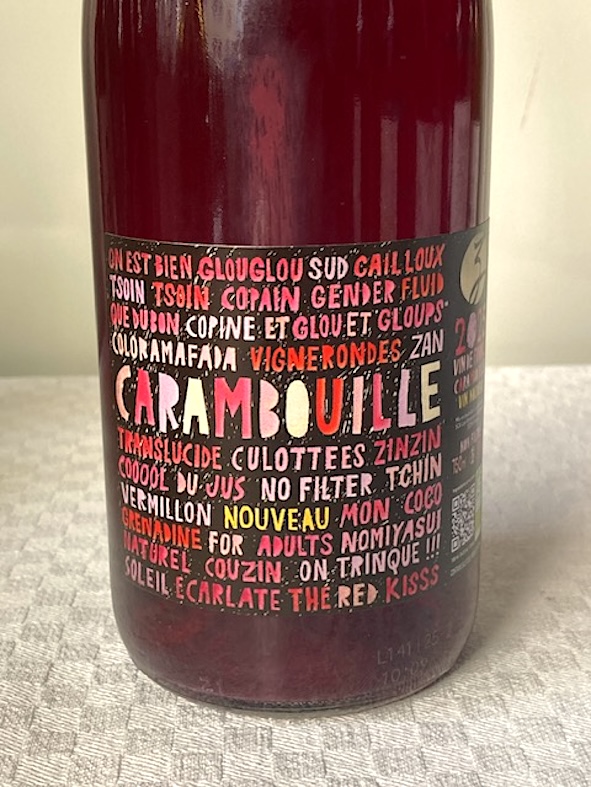 ON EST BIEN GLOUGLOU SUD CAILLOUX
TSOIN TSOIN COPAIN GENDER FLUID
QUE DU BON COPINE ET GLOU ET GLOUPS
COLORAMAFADA VIGNERONDES ZAN
CARAMBOUILLE
TRANSLUCIDE CULOTTEES ZINZIN
COOOOL DU JUS NO FILTER TCHIN
VERMILLON NOUVEAU MON COCO
GRENADINE FOR ADULTS NOMIYASUI
NATUREL COUZIN ON TRINQUE !!!
SOLEIL ECARLATE THE RED KISSS